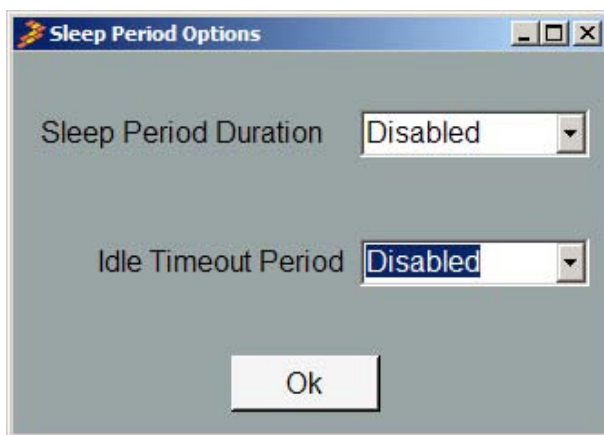 Sleep Period Options
Sleep Period Duration Disabled
Idle Timeout Period Disabled
Ok